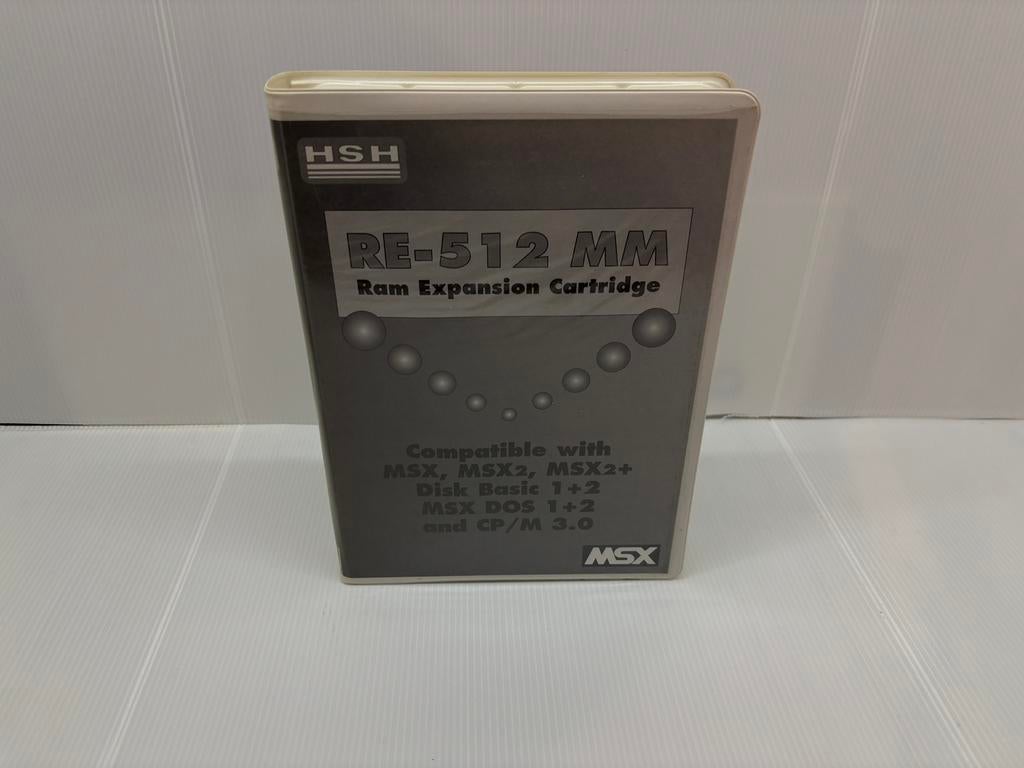 HSH
RE-512 MM
Ram Expansion Cartridge
Compatible with
MSX, MSX2, MSX2+
Disk Basic 1+2
MSX DOS 1+2
and CP/M 3.0
MSX